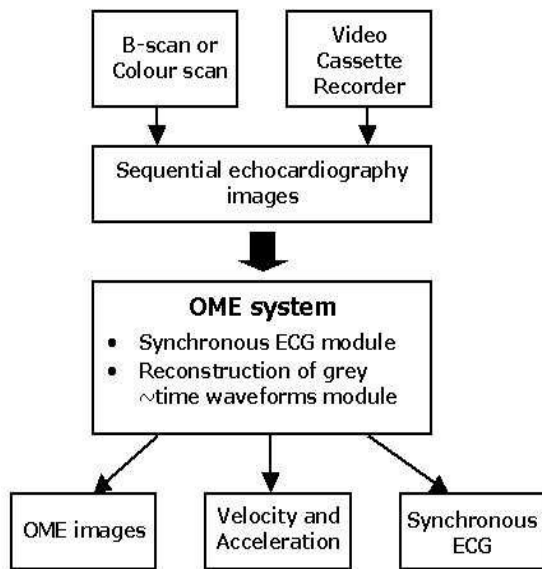 B-scan or
Colour scan
Video
Cassette
Recorder
Sequential echocardiography
images
OME system
• Synchronous ECG module
• Reconstruction of grey
~time waveforms module
OME images
Velocity and
Acceleration
Synchronous
ECG